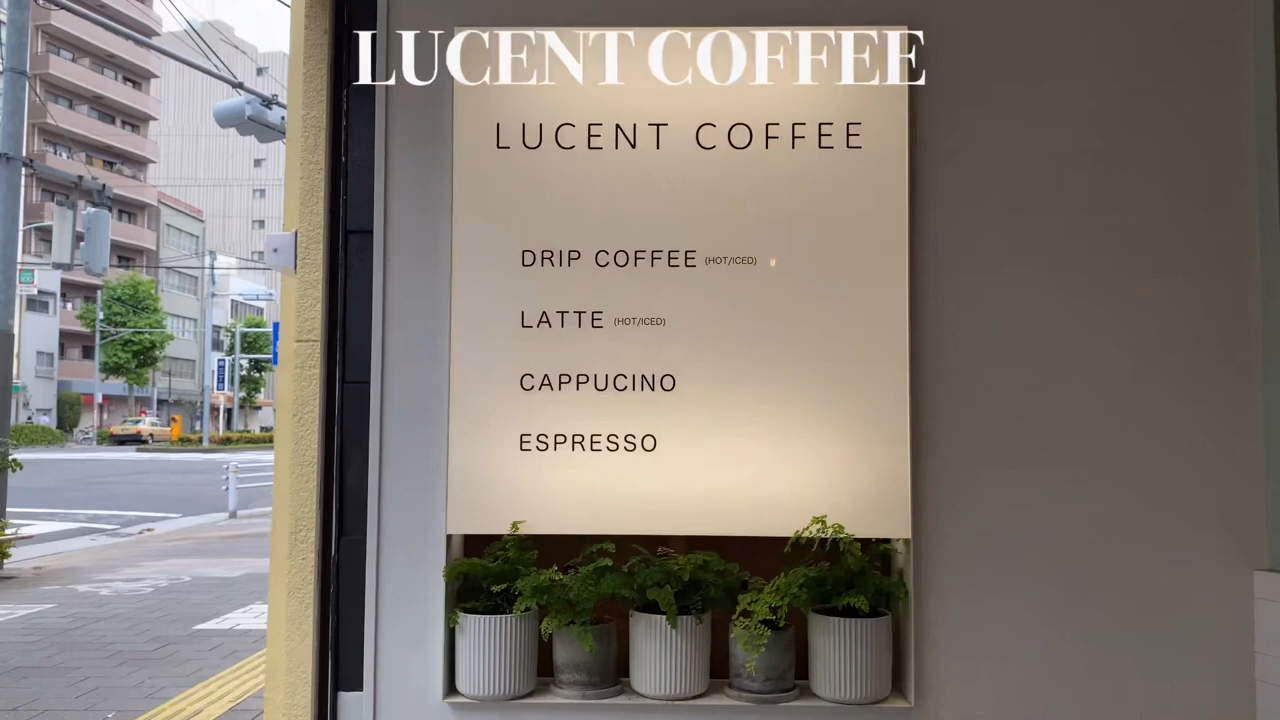 LUCENT COFFEE
LUCENT COFFEE
DRIP COFFEE (HOT/ICED)
LATTE (HOT/ICED)
CAPPUCINO
ESPRESSO